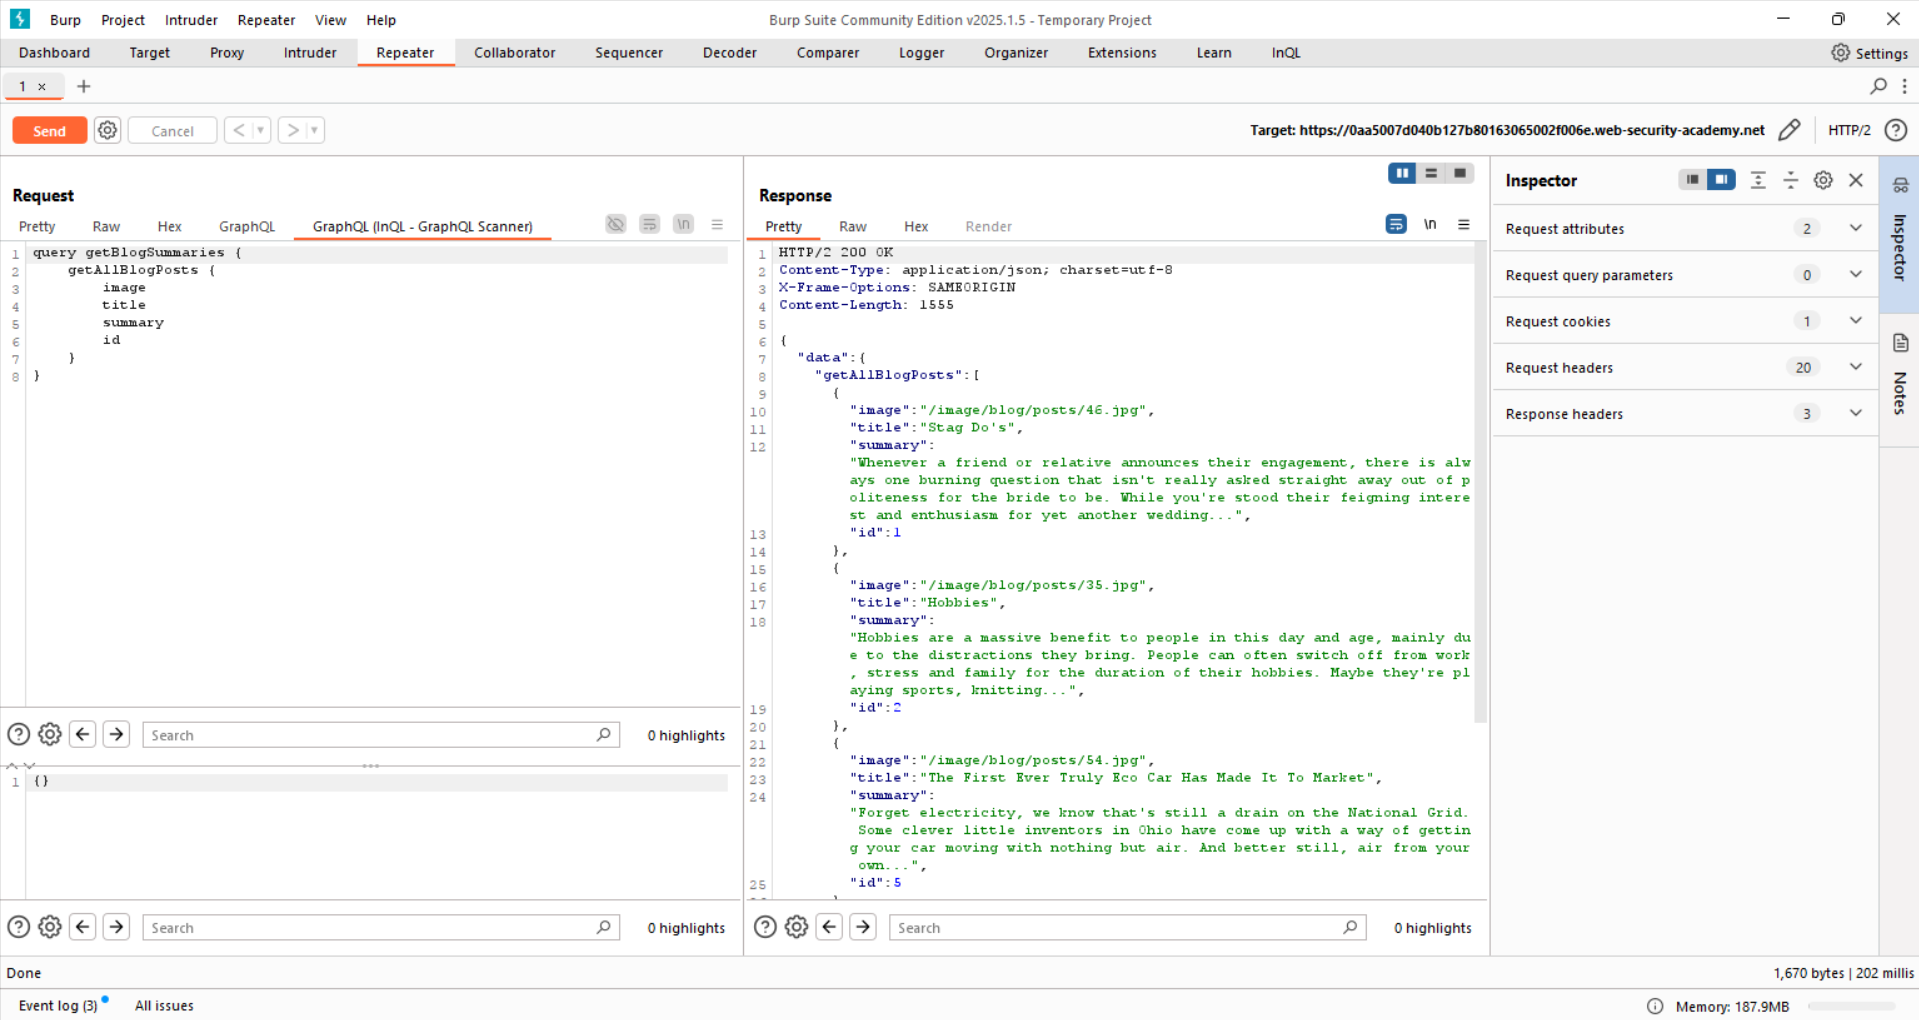 Burp Project Intruder Repeater View Help
Burp Suite Community Edition v2025.1.5 - Temporary Project
Dashboard Target Proxy Intruder Repeater Collaborator Sequencer Decoder Comparer Logger Organizer Extensions Learn InQL
Settings
1 × +
Send Cancel < >
Target: https://0aa5007d040b127b80163065002f006e.web-security-academy.net
HTTP/2
Request
Pretty Raw Hex GraphQL GraphQL (InQL - GraphQL Scanner)
\n
1 query getBlogSummaries {
2 getAllBlogPosts {
3 image
4 title
5 summary
6 id
7 }
8 }
Search
0 highlights
1 {}
Search
0 highlights
Response
Pretty Raw Hex Render
\n
1 HTTP/2 200 OK
2 Content-Type: application/json; charset=utf-8
3 X-Frame-Options: SAMEORIGIN
4 Content-Length: 1555
5
6 {
7 "data":{
8 "getAllBlogPosts":[
9 {
10 "image":"/image/blog/posts/46.jpg",
11 "title":"Stag Do's",
12 "summary":
"Whenever a friend or relative announces their engagement, there is alw
ays one burning question that isn't really asked straight away out of p
oliteness for the bride to be. While you're stood their feigning intere
st and enthusiasm for yet another wedding...",
13 "id":1
14 },
15 {
16 "image":"/image/blog/posts/35.jpg",
17 "title":"Hobbies",
18 "summary":
"Hobbies are a massive benefit to people in this day and age, mainly du
e to the distractions they bring. People can often switch off from work
, stress and family for the duration of their hobbies. Maybe they're pl
aying sports, knitting...",
19 "id":2
20 },
21 {
22 "image":"/image/blog/posts/54.jpg",
23 "title":"The First Ever Truly Eco Car Has Made It To Market",
24 "summary":
"Forget electricity, we know that's still a drain on the National Grid.
Some clever little inventors in Ohio have come up with a way of gettin
g your car moving with nothing but air. And better still, air from your
own...",
25 "id":5
Search
0 highlights
Inspector
Request attributes 2
Request query parameters 0
Request cookies 1
Request headers 20
Response headers 3
Inspector
Notes
Done
1,670 bytes | 202 millis
Event log (3) All issues
Memory: 187.9MB